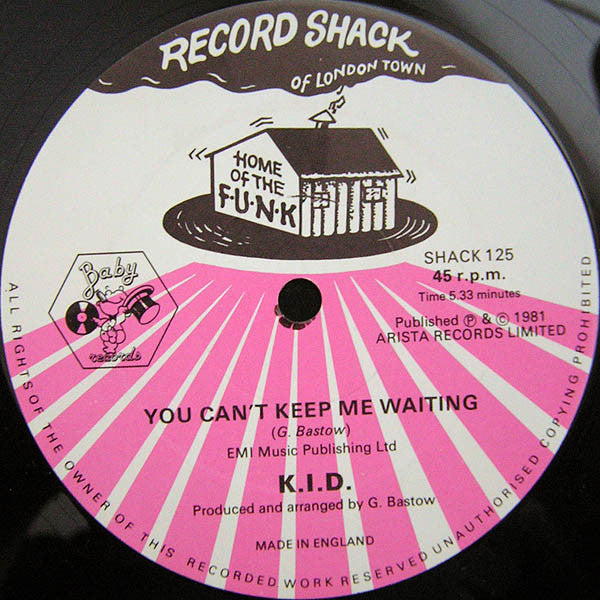 RECORD SHACK
OF LONDON TOWN
HOME
OF THE
F·U·N·K
SHACK 125
45 r.p.m.
Time 5.33 minutes
Published Ⓟ & © 1981
ARISTA RECORDS LIMITED
Baby
records
YOU CAN'T KEEP ME WAITING
(G. Bastow)
EMI Music Publishing Ltd
K.I.D.
Produced and arranged by G. Bastow
MADE IN ENGLAND
ALL RIGHTS OF THE OWNER OF THIS RECORDED WORK RESERVED UNAUTHORISED COPYING PROHIBITED